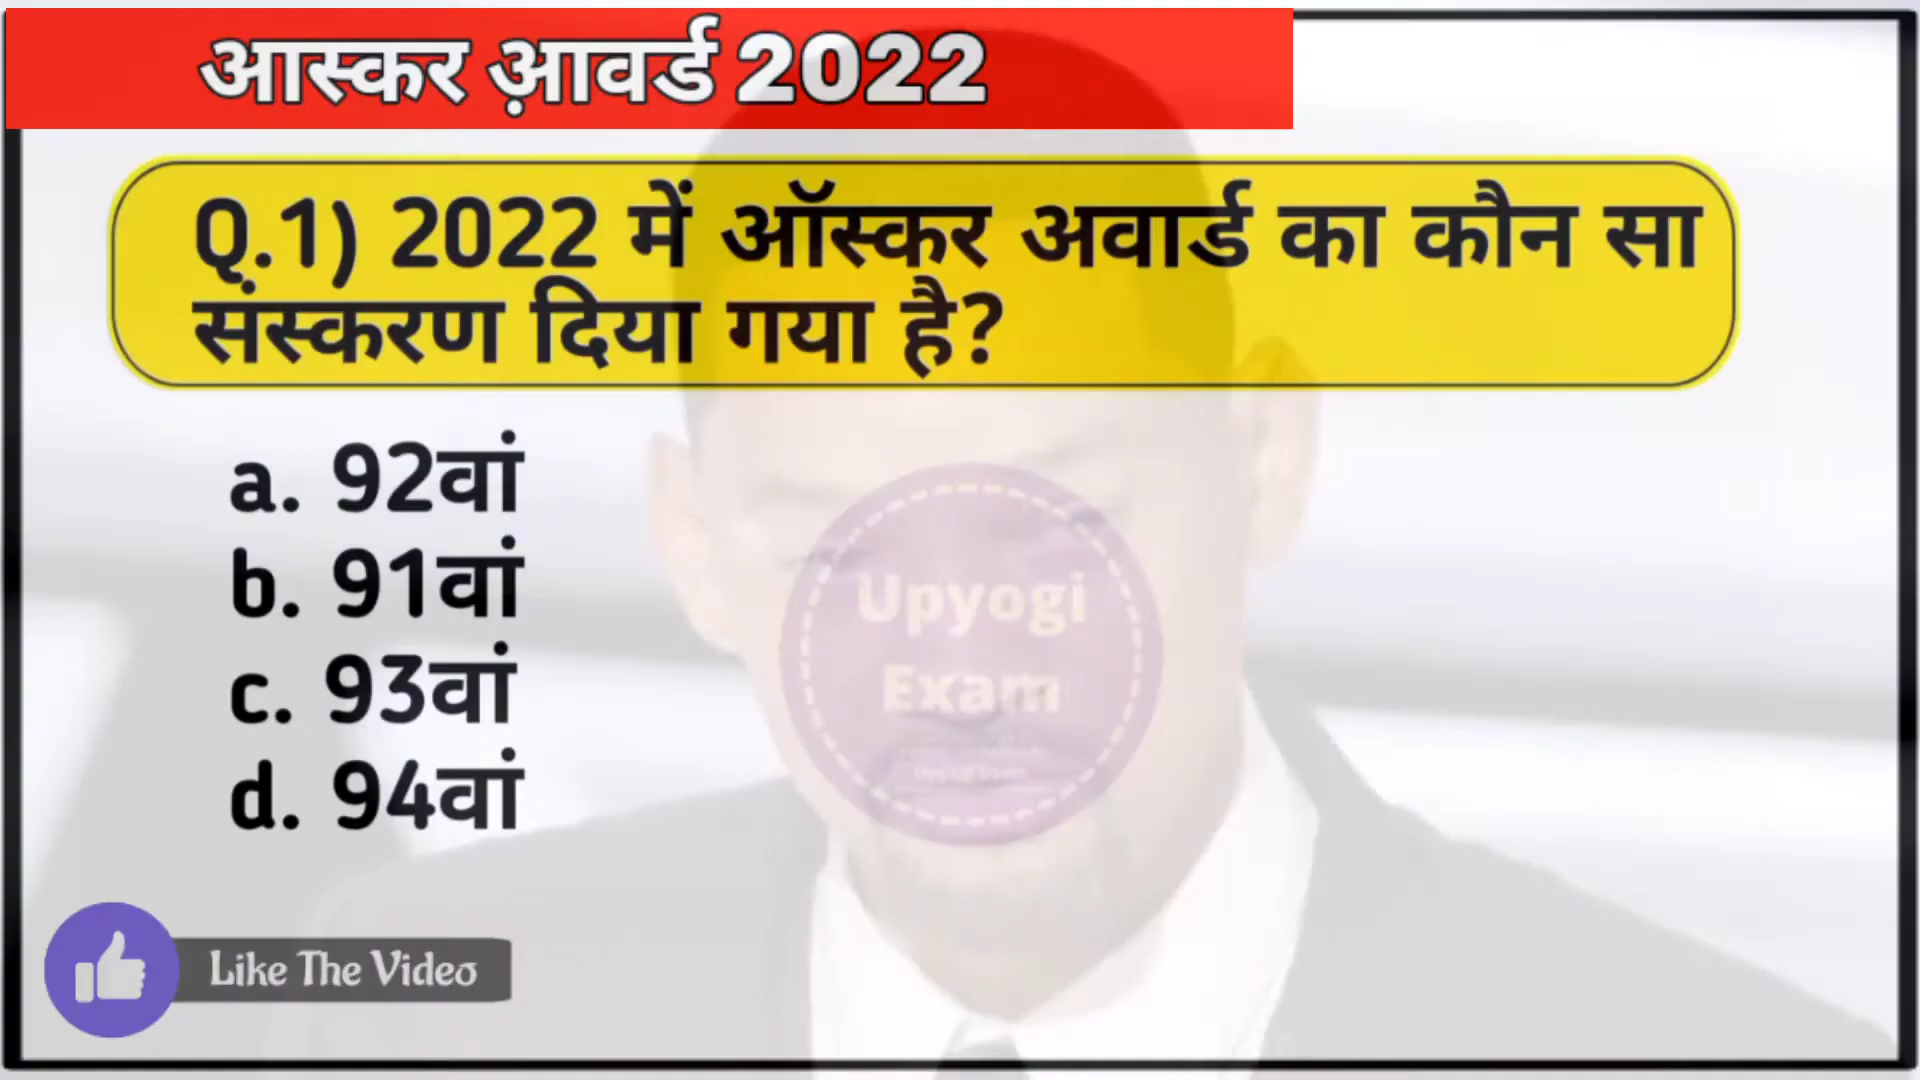 आस्कर आ़वर्ड 2022
Q.1) 2022 में ऑस्कर अवार्ड का कौन सा
संस्करण दिया गया है?
a. 92वां
b. 91वां
c. 93वां
d. 94वां
Upyogi
Exam
Like The Video